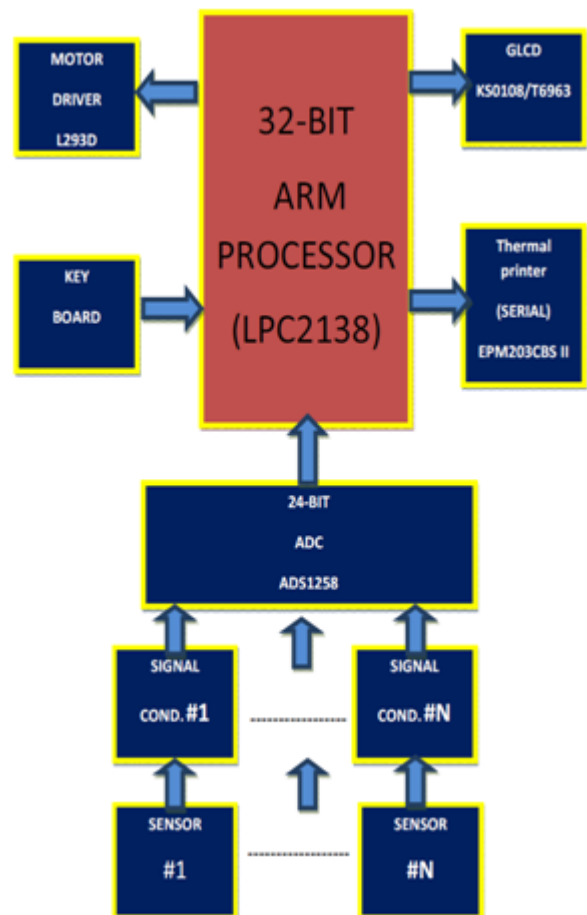 MOTOR
DRIVER
L293D
32-BIT
ARM
PROCESSOR
(LPC2138)
GLCD
KS0108/T6963
KEY
BOARD
Thermal
printer
(SERIAL)
EPM203CBS II
24-BIT
ADC
ADS1258
SIGNAL
COND.#1
SIGNAL
COND.#N
SENSOR
#1
SENSOR
#N